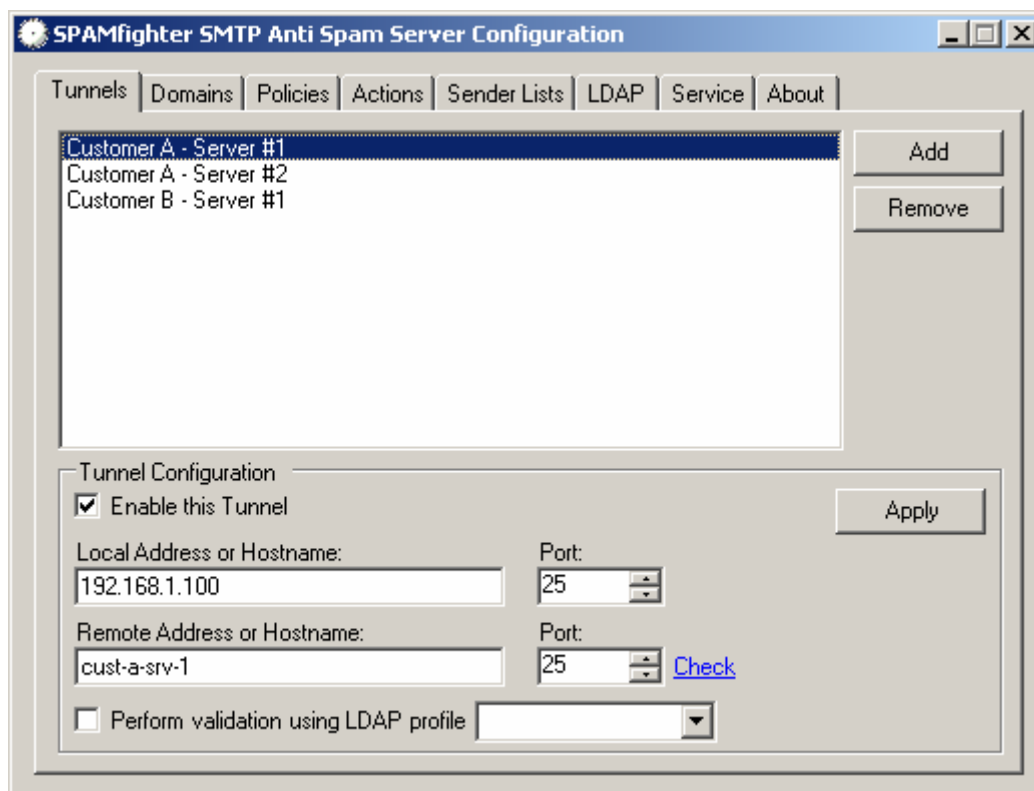 SPAMfighter SMTP Anti Spam Server Configuration
Tunnels Domains Policies Actions Sender Lists LDAP Service About
Customer A - Server #1
Customer A - Server #2
Customer B - Server #1
Add
Remove
Tunnel Configuration
Enable this Tunnel
Apply
Local Address or Hostname: Port:
192.168.1.100 25
Remote Address or Hostname: Port:
cust-a-srv-1 25 Check
Perform validation using LDAP profile